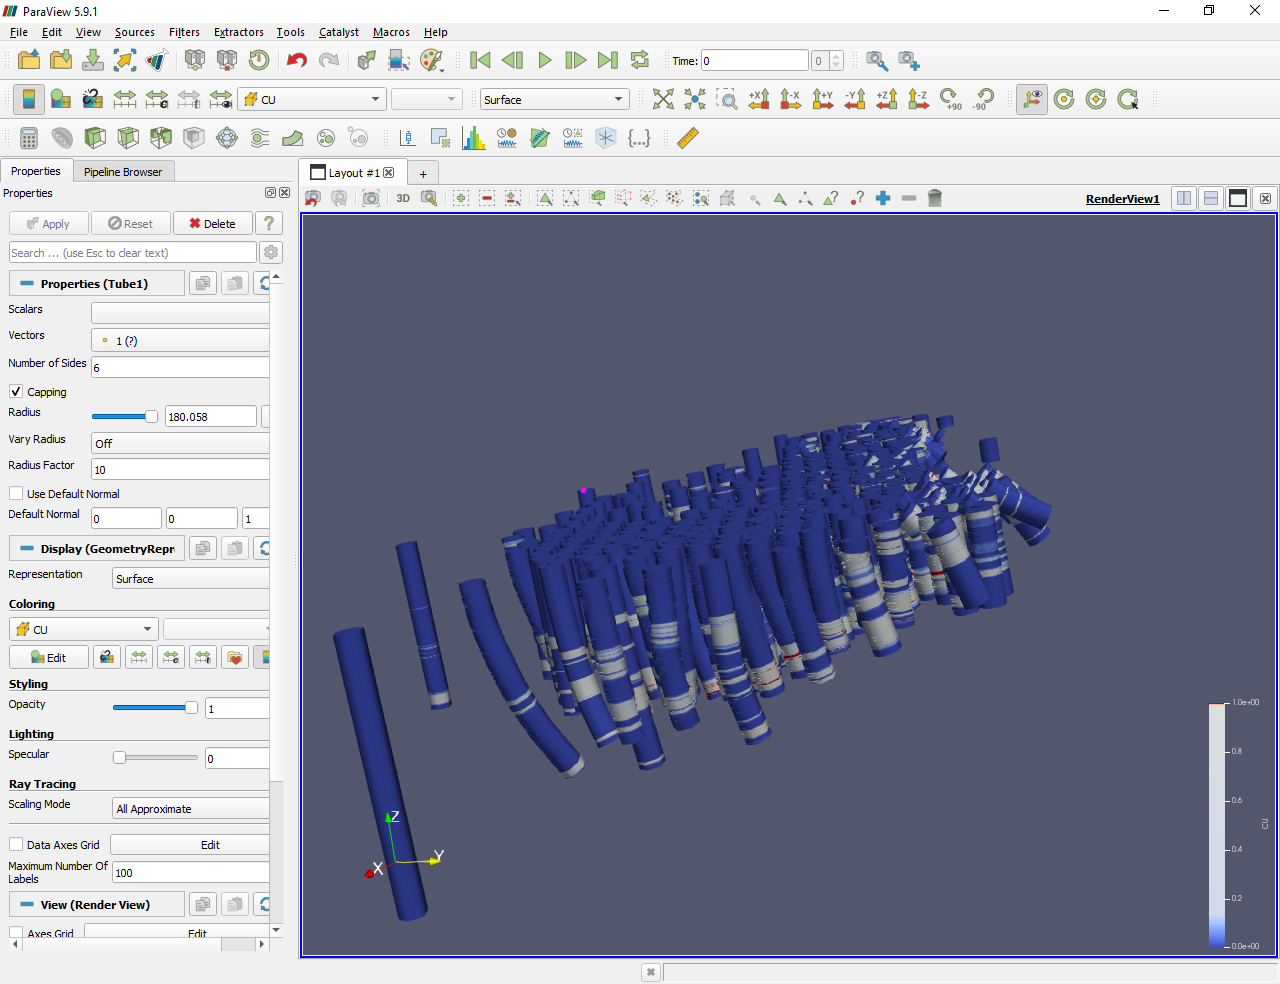 ParaView 5.9.1
File Edit View Sources Filters Extractors Tools Catalyst Macros Help
Time: 0 0
CU Surface +X -X +Y -Y +Z -Z +90 -90
Properties Pipeline Browser
Layout #1 +
Properties
3D RenderView1
Apply Reset Delete ?
Search ... (use Esc to clear text)
Properties (Tube1)
Scalars
Vectors 1 (?)
Number of Sides 6
Capping
Radius 180.058
Vary Radius Off
Radius Factor 10
Use Default Normal
Default Normal 0 0 1
Display (GeometryRepr
Representation Surface
Coloring
CU
Edit
Styling
Opacity 1
Lighting
Specular 0
Ray Tracing
Scaling Mode All Approximate
Data Axes Grid Edit
Maximum Number Of
Labels 100
View (Render View)
Axes Grid Edit
Z
Y
X
1.0e+00
0.8
0.6
0.4
0.2
0.0e+00
CU